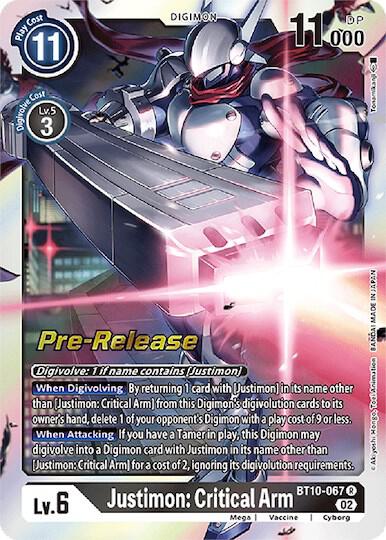 Play Cost
11
DIGIMON
11000
DP
Digivolve Cost
Lv.5
3
Tonamikanji
Pre-Release
Digivolve: 1 if name contains [Justimon]
When Digivolving By returning 1 card with [Justimon] in its name other
than [Justimon: Critical Arm] from this Digimon's digivolution cards to its
owner's hand, delete 1 of your opponent's Digimon with a play cost of 9 or less.
When Attacking If you have a Tamer in play, this Digimon may
digivolve into a Digimon card with Justimon in its name other than
[Justimon: Critical Arm] for a cost of 2, ignoring its digivolution requirements.
©Akiyoshi Hongo, Toei Animation BANDAI MADE IN JAPAN
Lv.6
Justimon: Critical Arm
BT10-067 R
02
Mega | Vaccine | Cyborg